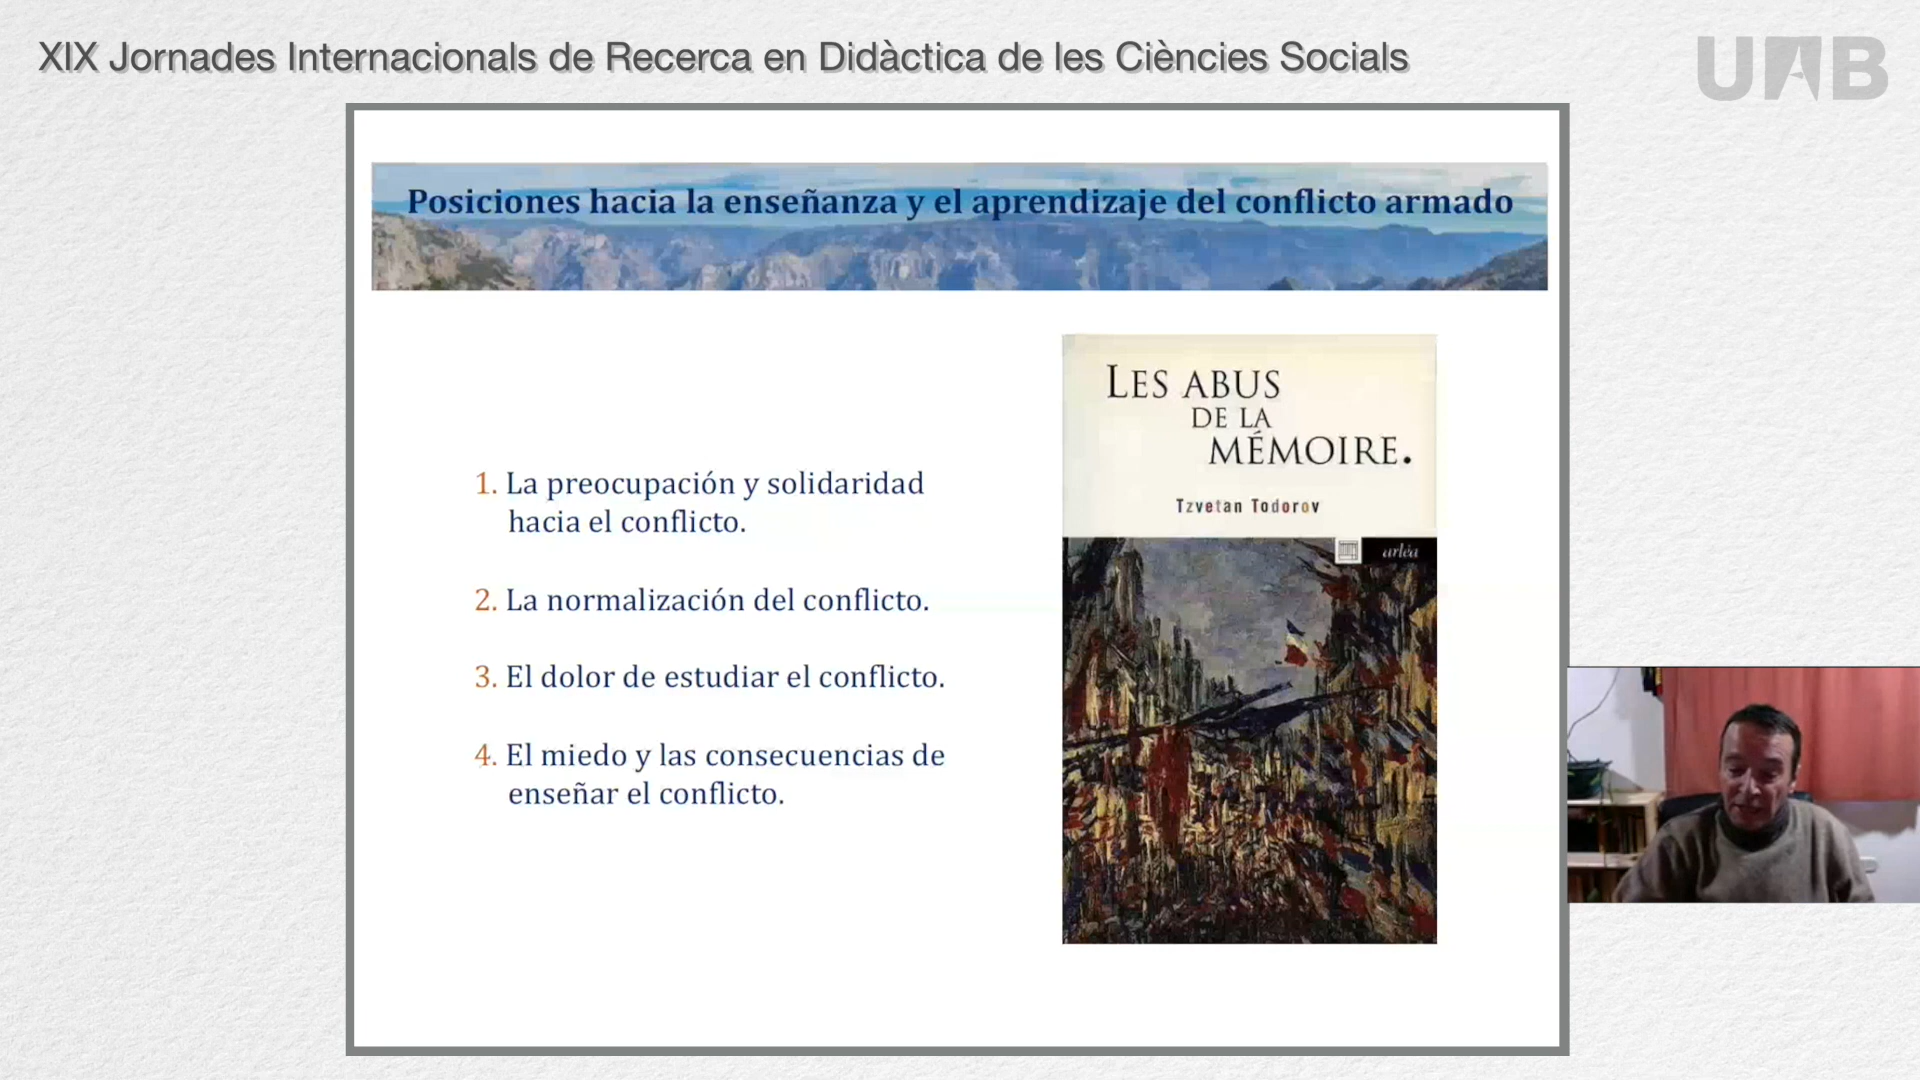 XIX Jornades Internacionals de Recerca en Didàctica de les Ciències Socials
UAB
Posiciones hacia la enseñanza y el aprendizaje del conflicto armado
1. La preocupación y solidaridad
hacia el conflicto.
2. La normalización del conflicto.
3. El dolor de estudiar el conflicto.
4. El miedo y las consecuencias de
enseñar el conflicto.
LES ABUS
DE LA
MÉMOIRE.
Tzvetan Todorov
arléa